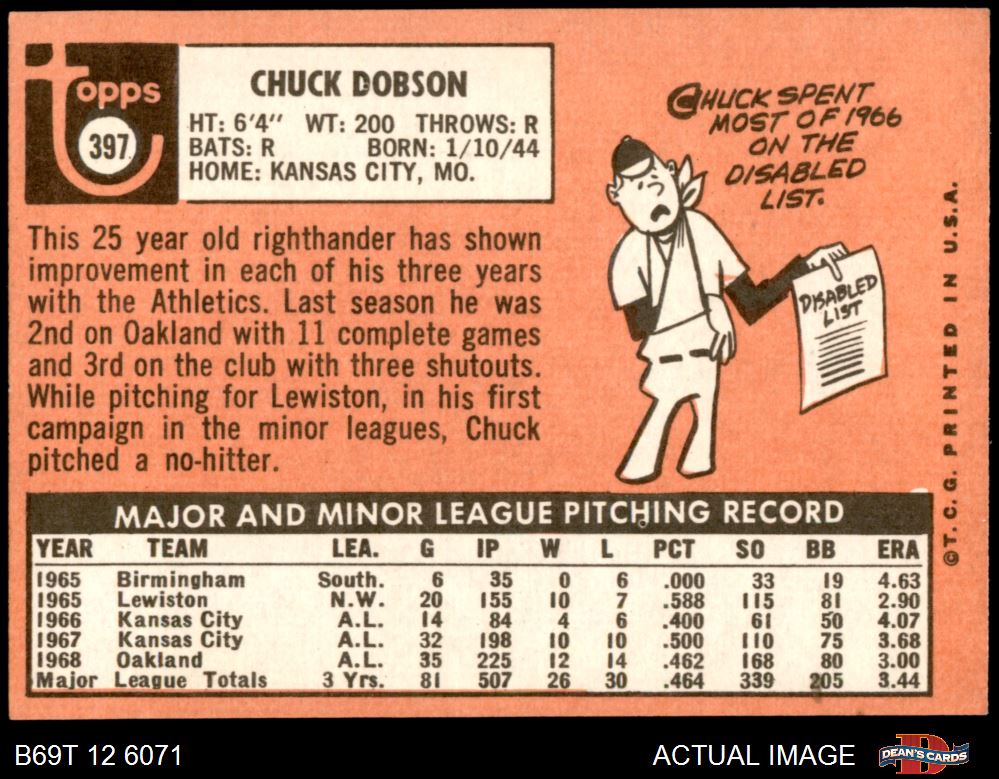 Topps
397
CHUCK DOBSON
HT: 6'4" WT: 200 THROWS: R
BATS: R BORN: 1/10/44
HOME: KANSAS CITY, MO.
CHUCK SPENT
MOST OF 1966
ON THE
DISABLED
LIST.
DISABLED
LIST
This 25 year old righthander has shown
improvement in each of his three years
with the Athletics. Last season he was
2nd on Oakland with 11 complete games
and 3rd on the club with three shutouts.
While pitching for Lewiston, in his first
campaign in the minor leagues, Chuck
pitched a no-hitter.
©T.C.G. PRINTED IN U.S.A.
MAJOR AND MINOR LEAGUE PITCHING RECORD
YEAR TEAM LEA. G IP W L PCT SO BB ERA
1965 Birmingham South. 6 35 0 6 .000 33 19 4.63
1965 Lewiston N.W. 20 155 10 7 .588 115 81 2.90
1966 Kansas City A.L. 14 84 4 6 .400 61 50 4.07
1967 Kansas City A.L. 32 198 10 10 .500 110 75 3.68
1968 Oakland A.L. 35 225 12 14 .462 168 80 3.00
Major League Totals 3 Yrs. 81 507 26 30 .464 339 205 3.44
B69T 12 6071
ACTUAL IMAGE
DEAN'S CARDS